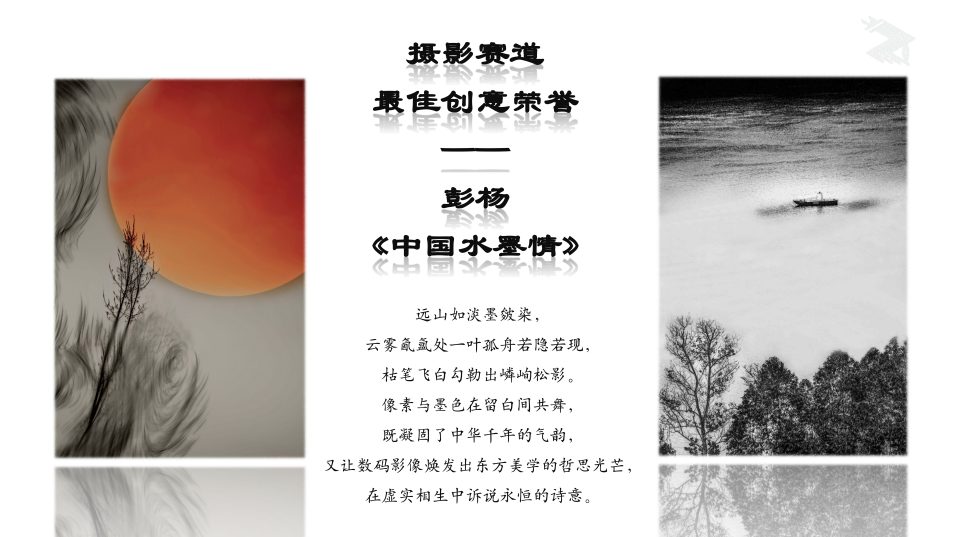 摄影赛道
最佳创意荣誉
——
彭杨
《中国水墨情》
远山如淡墨皴染，
云雾氤氲处一叶孤舟若隐若现，
枯笔飞白勾勒出嶙峋松影。
像素与墨色在留白间共舞，
既凝固了中华千年的气韵，
又让数码影像焕发出东方美学的哲思光芒，
在虚实相生中诉说永恒的诗意。